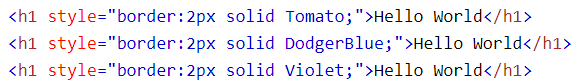 <h1 style="border:2px solid Tomato;">Hello World</h1>
<h1 style="border:2px solid DodgerBlue;">Hello World</h1>
<h1 style="border:2px solid Violet;">Hello World</h1>